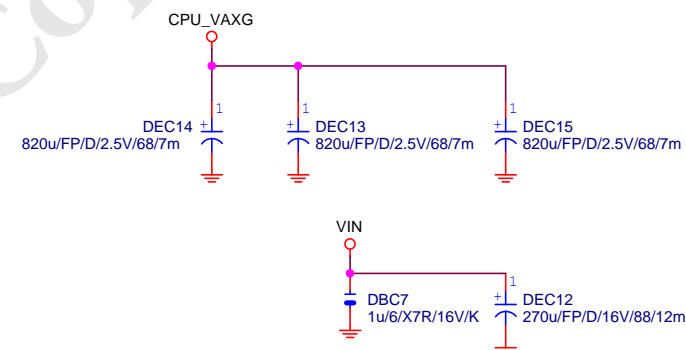 Cop
CPU_VAXG
1
1
1
+
+
+
DEC14
820u/FP/D/2.5V/68/7m
DEC13
820u/FP/D/2.5V/68/7m
DEC15
820u/FP/D/2.5V/68/7m
VIN
1
+
DBC7
1u/6/X7R/16V/K
DEC12
270u/FP/D/16V/88/12m